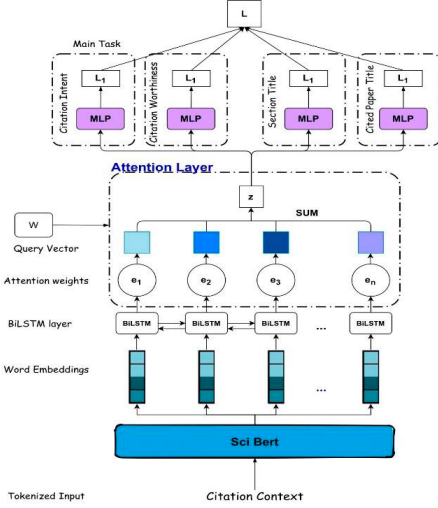 L
Main Task
L1 L1 L1 L1
Citation Intent
MLP
Citation Worthiness
MLP
Section Title
MLP
Cited Paper Title
MLP
Attention Layer
z
SUM
W
Query Vector
Attention weights
e1 e2 e3 en
BiLSTM layer
BiLSTM BiLSTM BiLSTM ... BiLSTM
Word Embeddings
...
Sci Bert
Tokenized Input
Citation Context